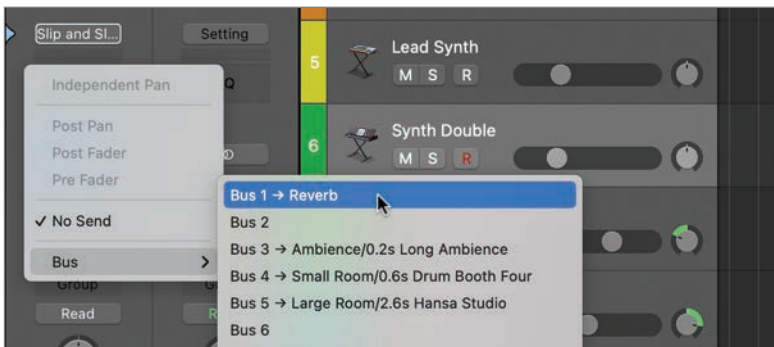 Slip and Sl...
Setting
Independent Pan
Q
Post Pan
Post Fader
Pre Fader
✓ No Send
Bus >
Group
G
Read
R
5
Lead Synth
M S R
6
Synth Double
M S R
Bus 1 → Reverb
Bus 2
Bus 3 → Ambience/0.2s Long Ambience
Bus 4 → Small Room/0.6s Drum Booth Four
Bus 5 → Large Room/2.6s Hansa Studio
Bus 6